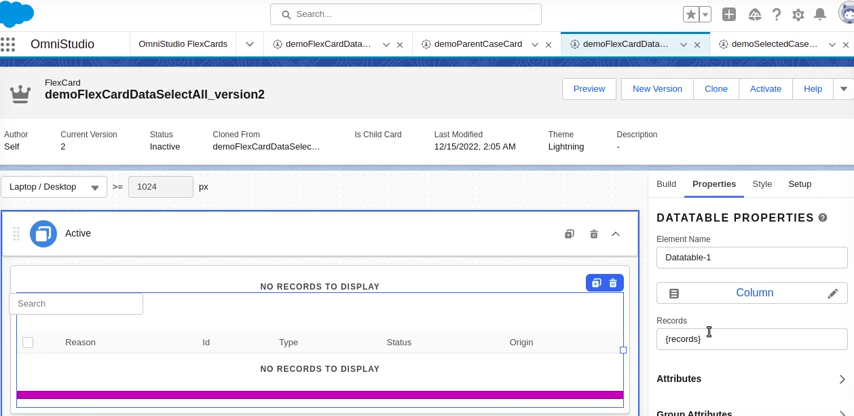 Search...
OmniStudio
OmniStudio FlexCards
demoFlexCardData...
demoParentCaseCard
demoFlexCardData...
demoSelectedCase...
FlexCard
demoFlexCardDataSelectAll_version2
Preview
New Version
Clone
Activate
Help
Author
Current Version
Status
Cloned From
Is Child Card
Last Modified
Theme
Description
Self
2
Inactive
demoFlexCardDataSelec...
12/15/2022, 2:05 AM
Lightning
-
Laptop / Desktop
>=
1024
px
Build
Properties
Style
Setup
Active
DATATABLE PROPERTIES ?
Element Name
Datatable-1
NO RECORDS TO DISPLAY
Search
Column
Records
{records}
Reason
Id
Type
Status
Origin
NO RECORDS TO DISPLAY
Attributes
Group Attributes